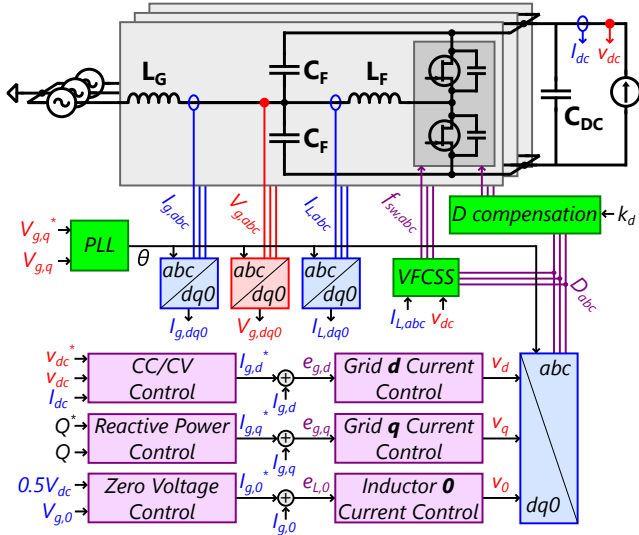 L_G
C_F
L_F
C_F
C_DC
I_dc
v_dc
I_g,abc
V_g,abc
I_L,abc
f_sw,abc
D compensation
k_d
V_g,q*
V_g,q
PLL
θ
abc
dq0
abc
dq0
abc
dq0
I_g,dq0
V_g,dq0
I_L,dq0
VFCSS
I_L,abc
v_dc
D_abc
v_dc*
v_dc
I_dc
CC/CV
Control
I_g,d*
I_g,d
e_g,d
Grid d Current
Control
v_d
Q*
Q
Reactive Power
Control
I_g,q*
I_g,q
e_g,q
Grid q Current
Control
v_q
0.5V_dc
V_g,0
Zero Voltage
Control
I_g,0*
I_g,0
e_L,0
Inductor 0
Current Control
v_0
abc
dq0